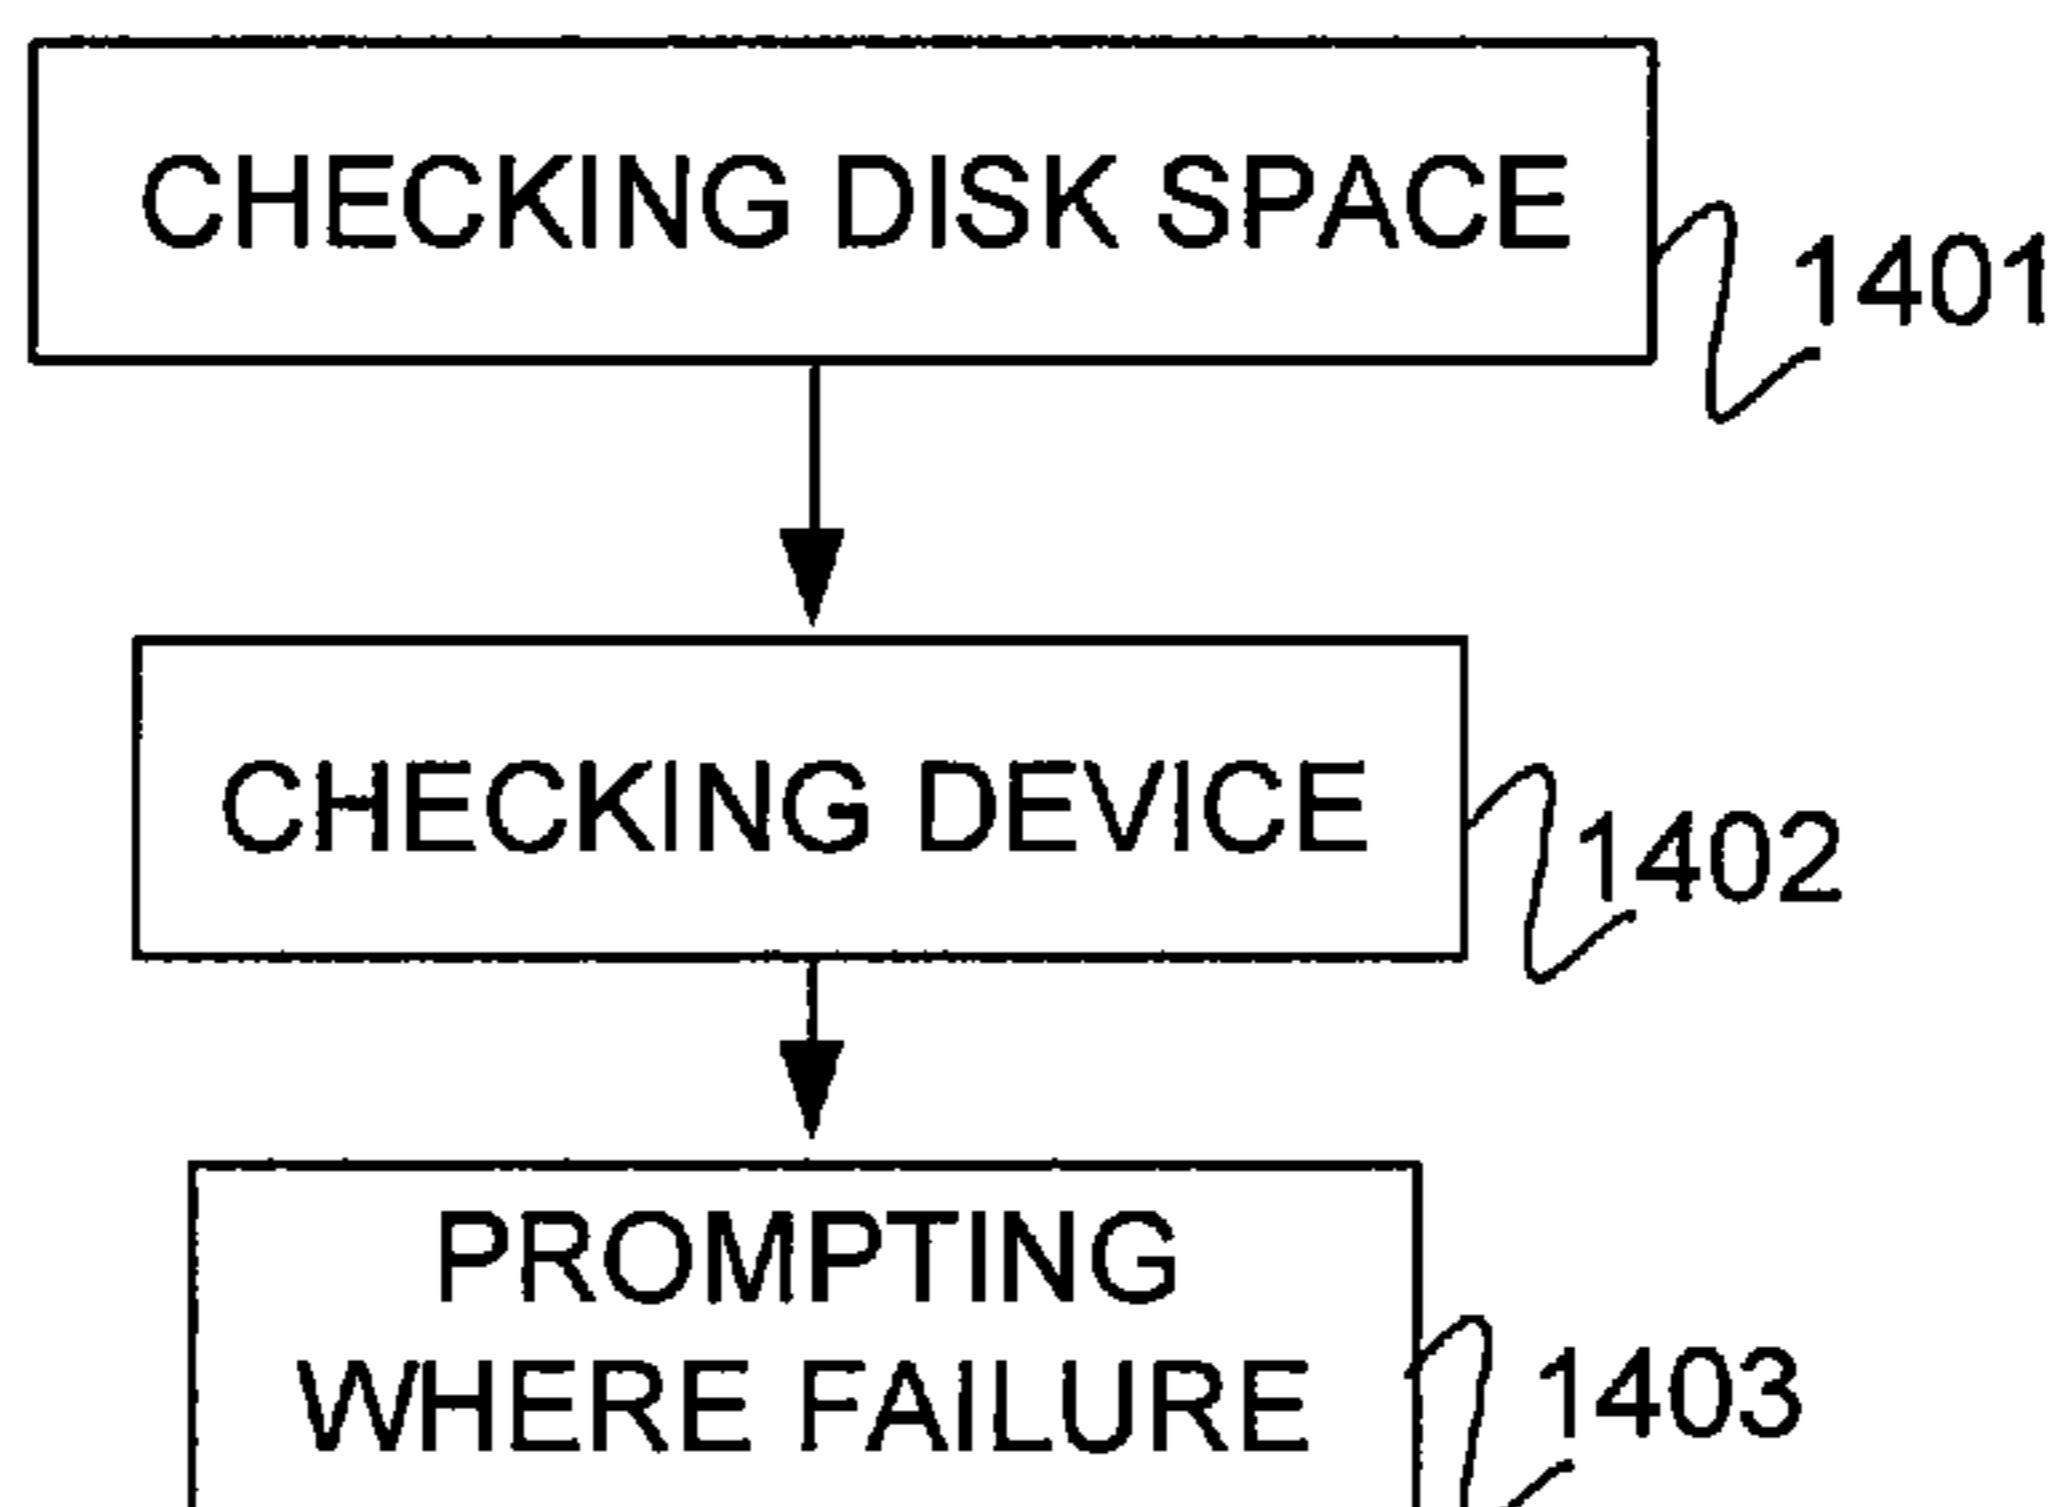 CHECKING DISK SPACE
1401
CHECKING DEVICE
1402
PROMPTING
WHERE FAILURE
1403